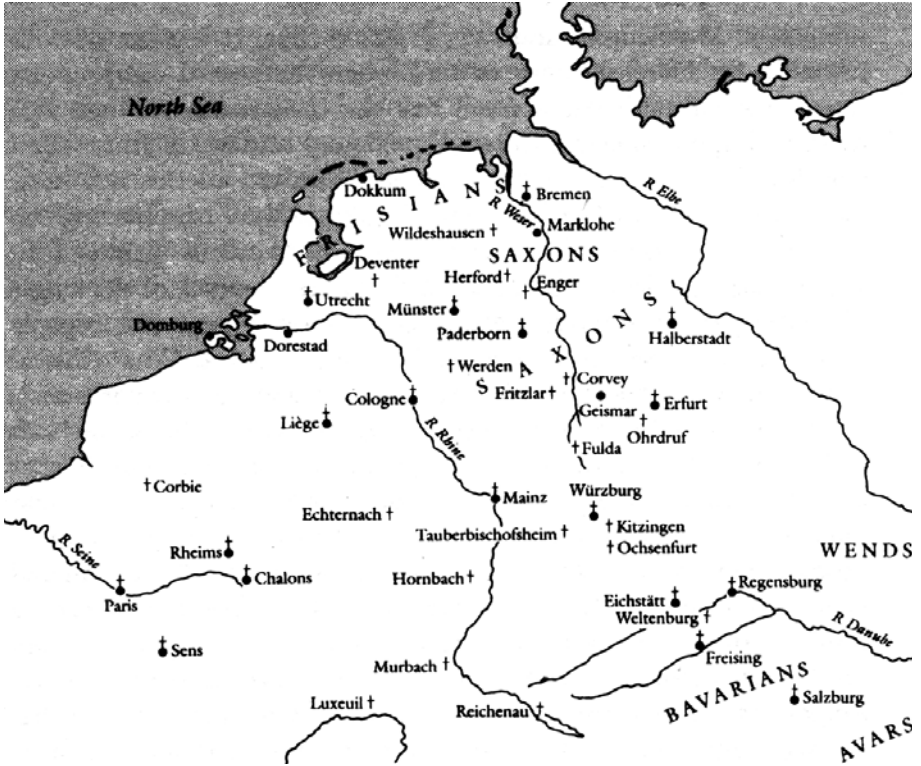 North Sea
R Elbe
Dokkum
FRISIANS
Bremen
R Weser
Marklohe
Wildeshausen
SAXONS
Deventer
Herford
Enger
Utrecht
Münster
SAXONS
Halberstadt
Domburg
Dorestad
Paderborn
Werden
Corvey
Fritzlar
Cologne
Geismar
Erfurt
Liège
Ohrdruf
R Rhine
Fulda
Corbie
Mainz
Würzburg
Echternach
Kitzingen
Tauberbischofsheim
Ochsenfurt
WENDS
R Seine
Rheims
Chalons
Hornbach
Regensburg
Paris
Eichstätt
Weltenburg
R Danube
Sens
Murbach
Freising
BAVARIANS
Luxeuil
Reichenau
Salzburg
AVARS